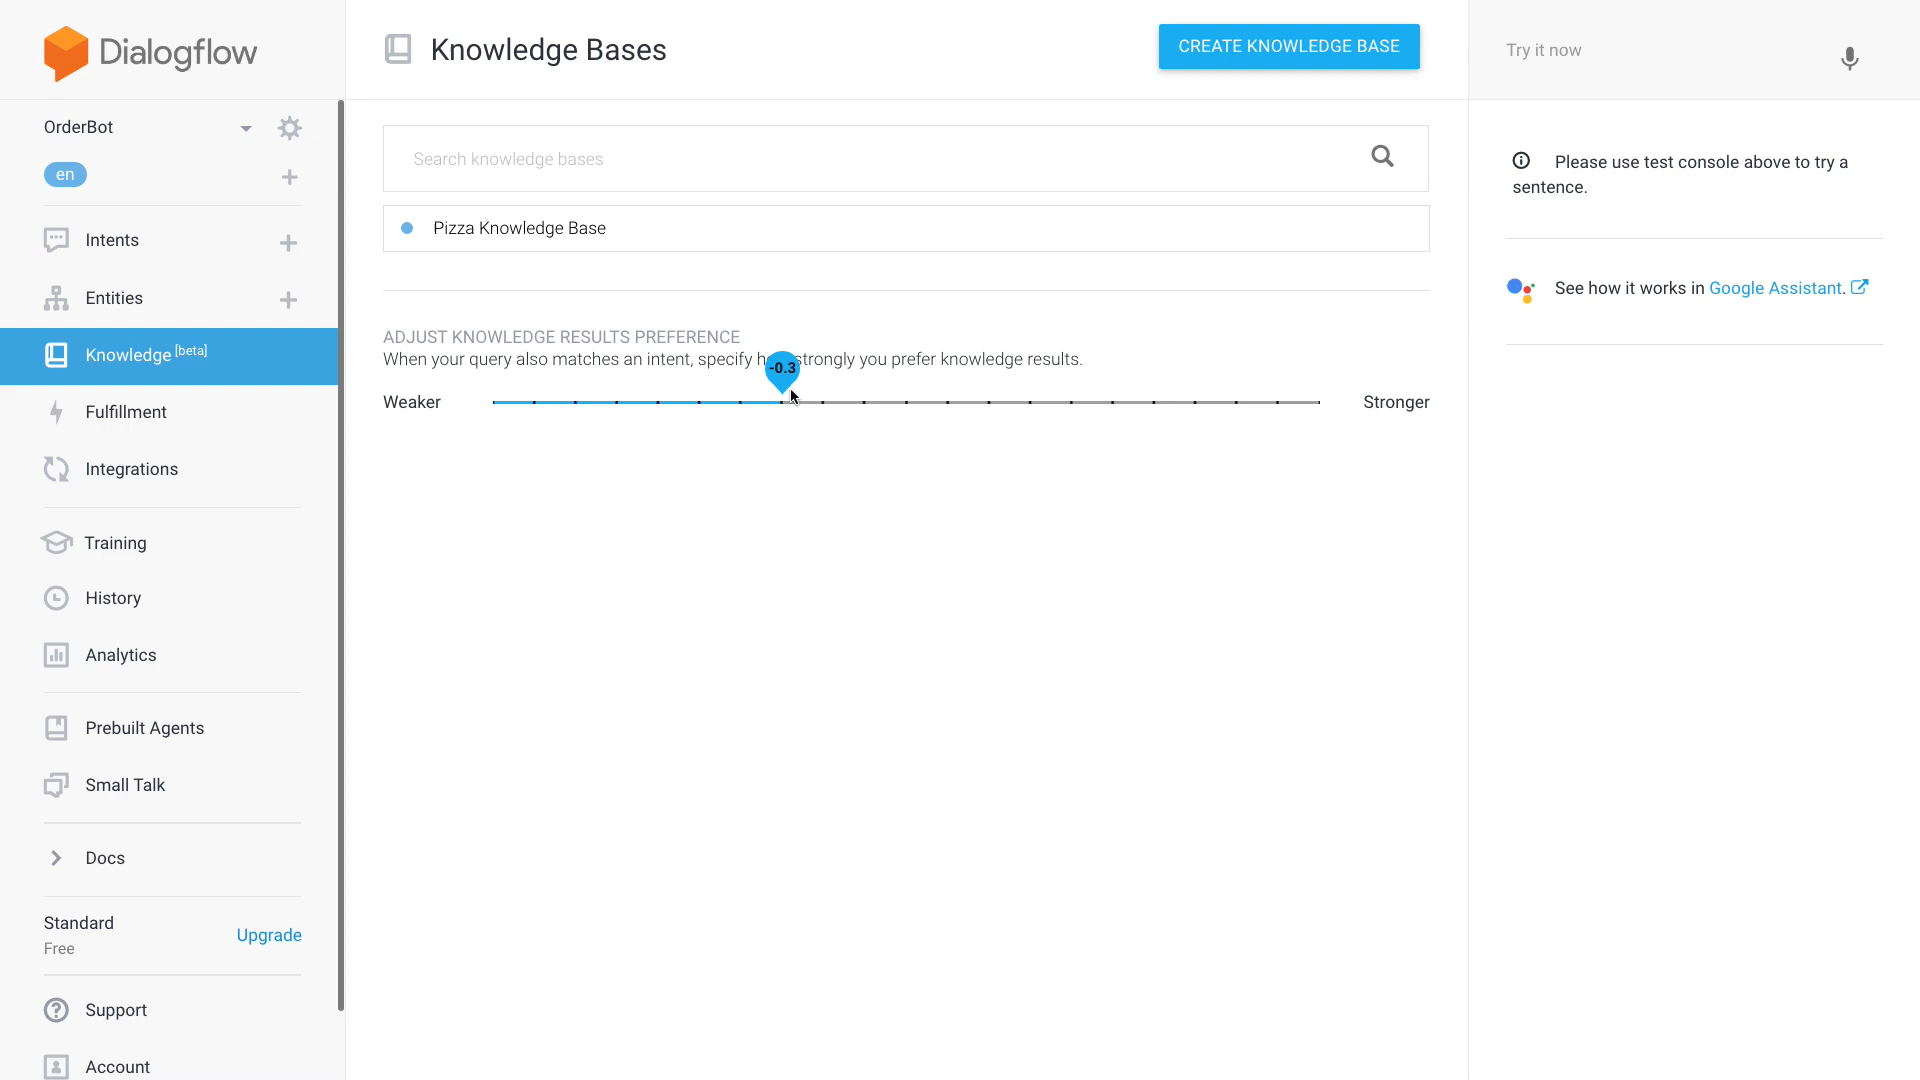 Dialogflow
OrderBot
en
Intents
Entities
Knowledge [beta]
Fulfillment
Integrations
Training
History
Analytics
Prebuilt Agents
Small Talk
Docs
Standard
Free
Upgrade
Support
Account
Knowledge Bases
CREATE KNOWLEDGE BASE
Search knowledge bases
Pizza Knowledge Base
ADJUST KNOWLEDGE RESULTS PREFERENCE
When your query also matches an intent, specify h strongly you prefer knowledge results.
-0.3
Weaker
Stronger
Try it now
Please use test console above to try a
sentence.
See how it works in Google Assistant.